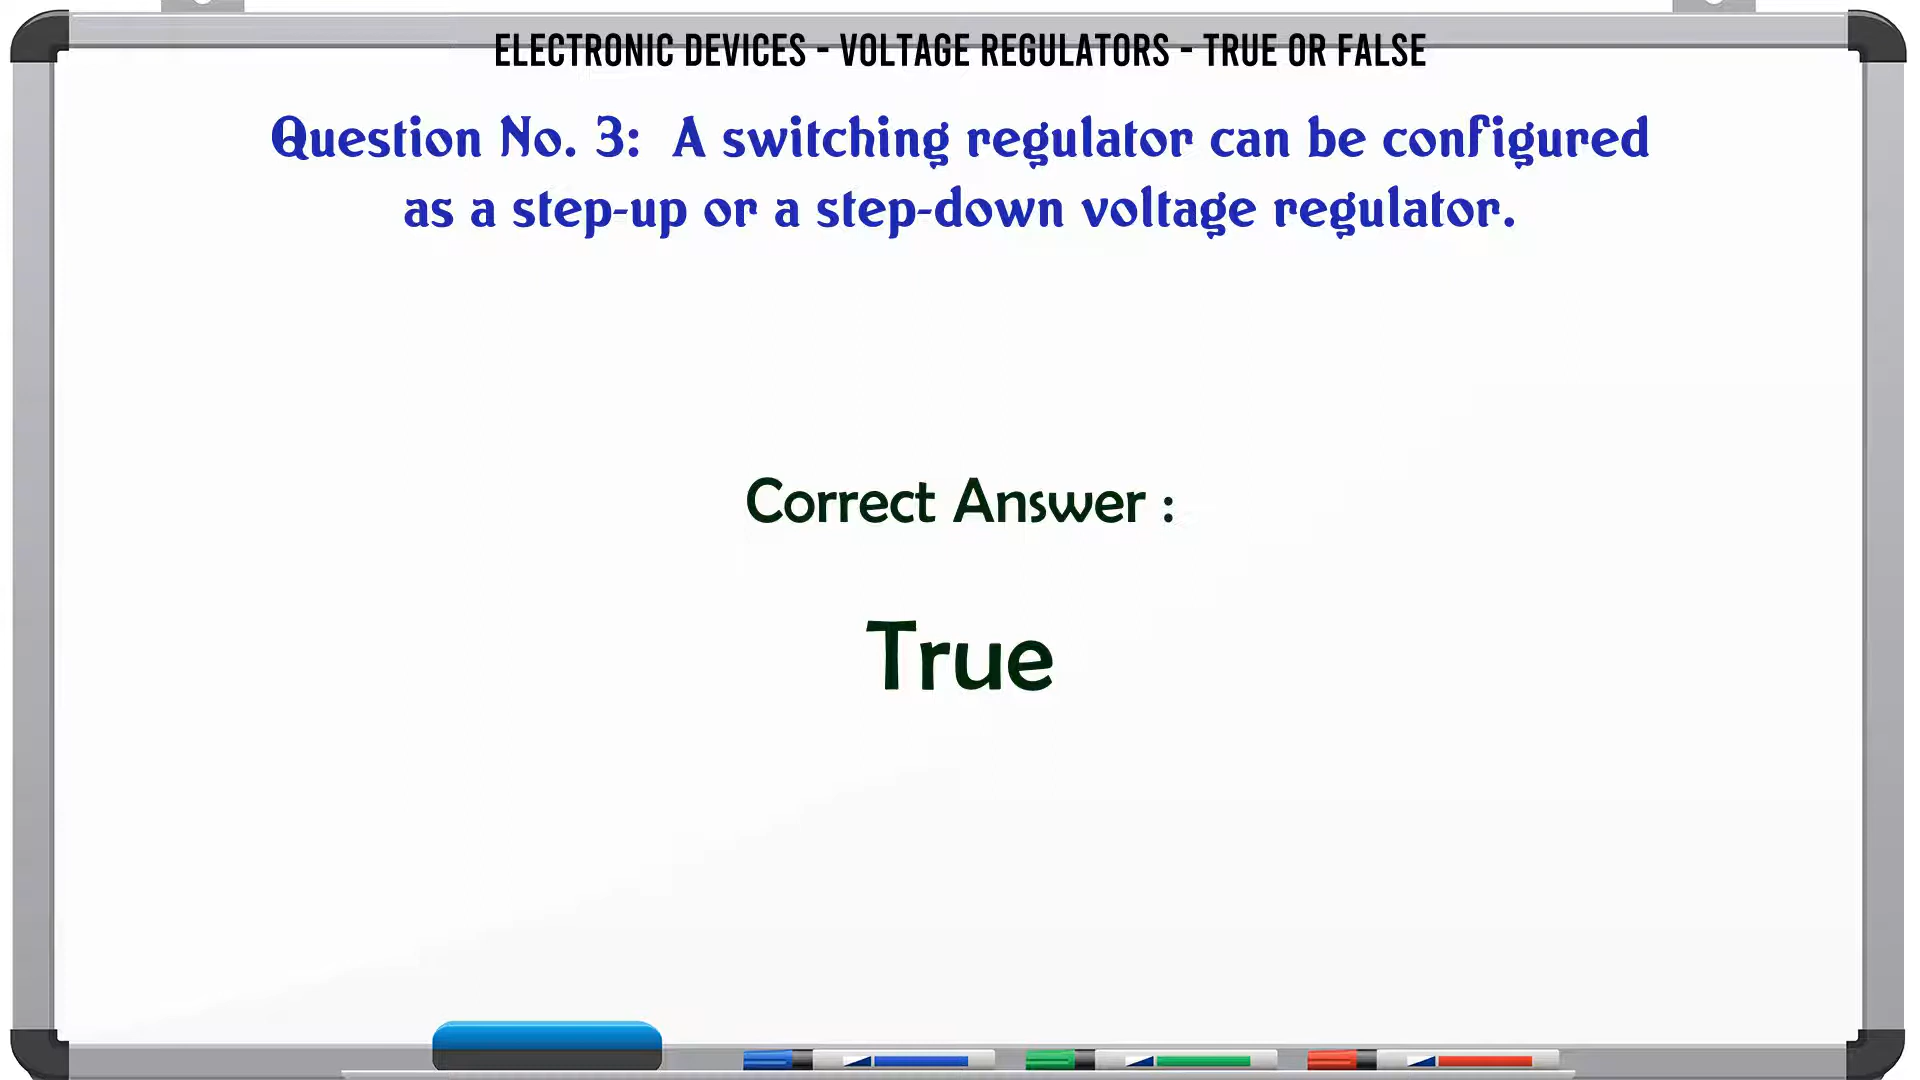 ELECTRONIC DEVICES - VOLTAGE REGULATORS - TRUE OR FALSE
Question No. 3: A switching regulator can be configured
as a step-up or a step-down voltage regulator.
Correct Answer :
True